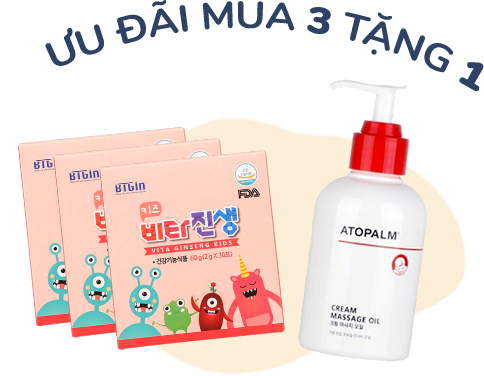 ƯU ĐÃI MUA 3 TẶNG 1
BTGin
BTGin
BTGin
FDA
키즈
비타진생
VITA GINSENG KIDS
• 건강기능식품 60g(2g X 30포)
ATOPALM
CREAM
MASSAGE OIL
크림 마사지 오일